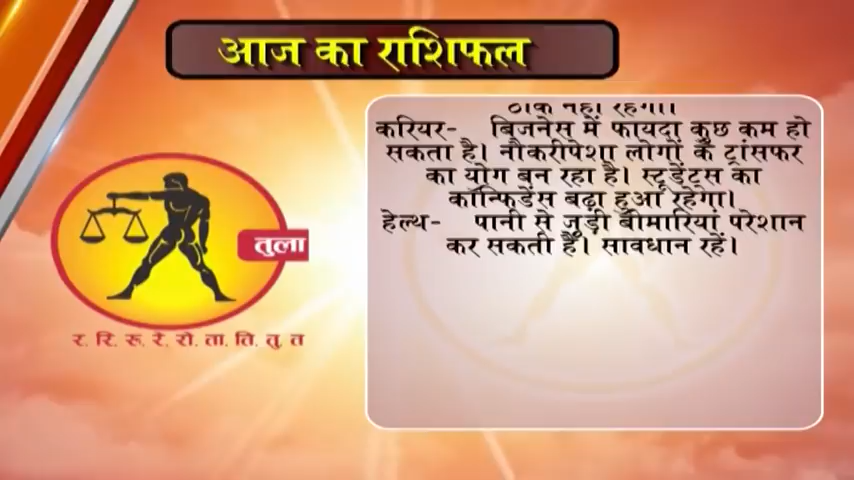 आज का राशिफल
ठीक नहीं रहेगा।
करियर- बिजनेस में फायदा कुछ कम हो
सकता है। नौकरीपेशा लोगों के ट्रांसफर
का योग बन रहा है। स्टूडेंट्स का
कॉन्फिडेंस बढ़ा हुआ रहेगा।
हेल्थ- पानी से जुड़ी बीमारियां परेशान
कर सकती हैं। सावधान रहें।
तुला
र. रि. रू. रे. रो. ता. ति. तु. त